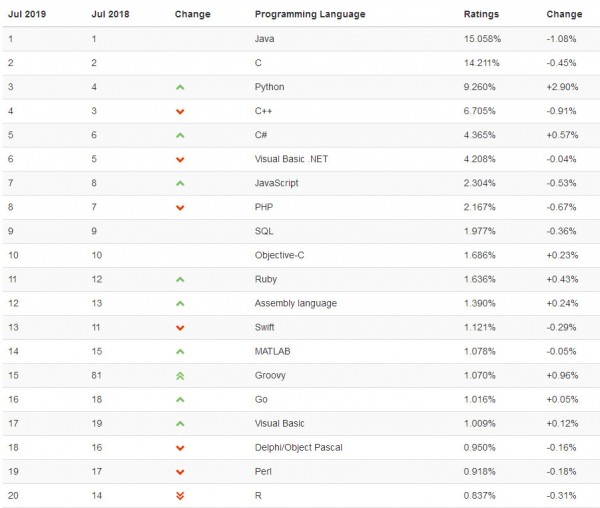 Jul 2019 Jul 2018 Change Programming Language Ratings Change
1 1 Java 15.058% -1.08%
2 2 C 14.211% -0.45%
3 4 Python 9.260% +2.90%
4 3 C++ 6.705% -0.91%
5 6 C# 4.365% +0.57%
6 5 Visual Basic .NET 4.208% -0.04%
7 8 JavaScript 2.304% -0.53%
8 7 PHP 2.167% -0.67%
9 9 SQL 1.977% -0.36%
10 10 Objective-C 1.686% +0.23%
11 12 Ruby 1.636% +0.43%
12 13 Assembly language 1.390% +0.24%
13 11 Swift 1.121% -0.29%
14 15 MATLAB 1.078% -0.05%
15 81 Groovy 1.070% +0.96%
16 18 Go 1.016% +0.05%
17 19 Visual Basic 1.009% +0.12%
18 16 Delphi/Object Pascal 0.950% -0.16%
19 17 Perl 0.918% -0.18%
20 14 R 0.837% -0.31%